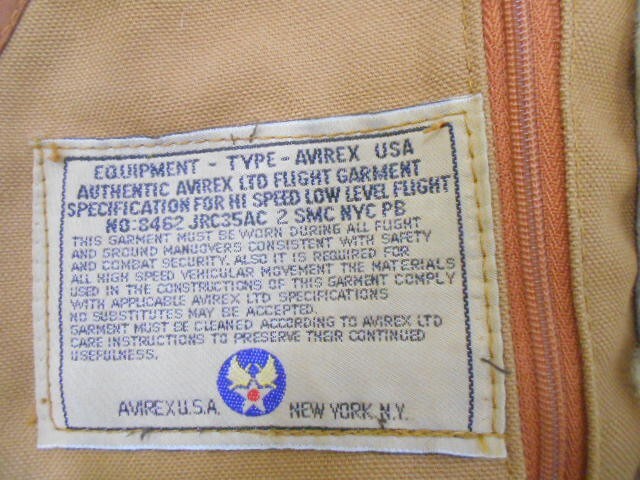 EQUIPMENT - TYPE - AVIREX USA
AUTHENTIC AVIREX LTD FLIGHT GARMENT
SPECIFICATION FOR HI SPEED LOW LEVEL FLIGHT
NO:8462 JRC35AC 2 SMC NYC PB
THIS GARMENT MUST BE WORN DURING ALL FLIGHT
AND GROUND MANUOVERS CONSISTENT WITH SAFETY
AND COMBAT SECURITY. ALSO IT IS REQUIRED FOR
ALL HIGH SPEED VEHICULAR MOVEMENT THE MATERIALS
USED IN THE CONSTRUCTIONS OF THIS GARMENT COMPLY
WITH APPLICABLE AVIREX LTD SPECIFICATIONS
NO SUBSTITUTES MAY BE ACCEPTED.
GARMENT MUST BE CLEANED ACCORDING TO AVIREX LTD
CARE INSTRUCTIONS TO PRESERVE THEIR CONTINUED
USEFULNESS.
AVIREX U.S.A. NEW YORK, N.Y.